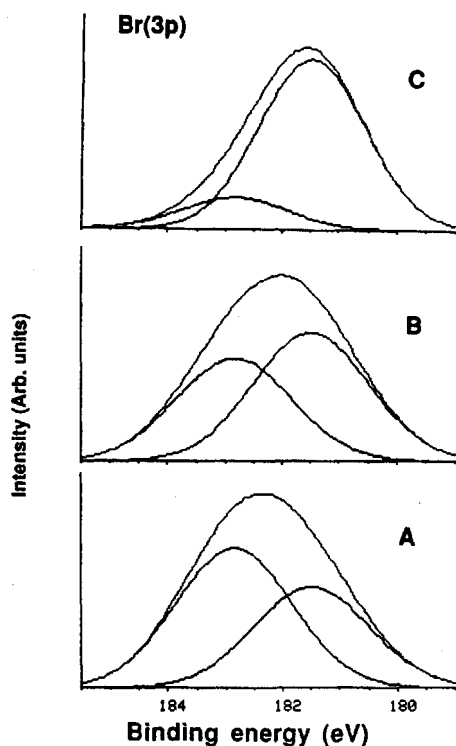 Br(3p)
C
B
A
Intensity (Arb. units)
184 182 180
Binding energy (eV)